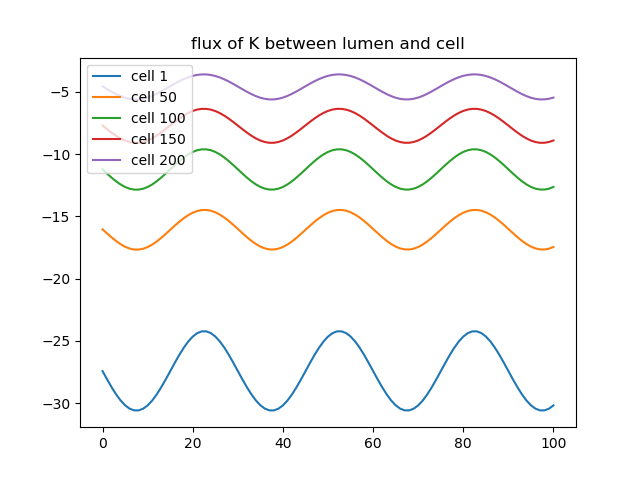 flux of K between lumen and cell
cell 1
cell 50
cell 100
cell 150
cell 200
−5
−10
−15
−20
−25
−30
0 20 40 60 80 100